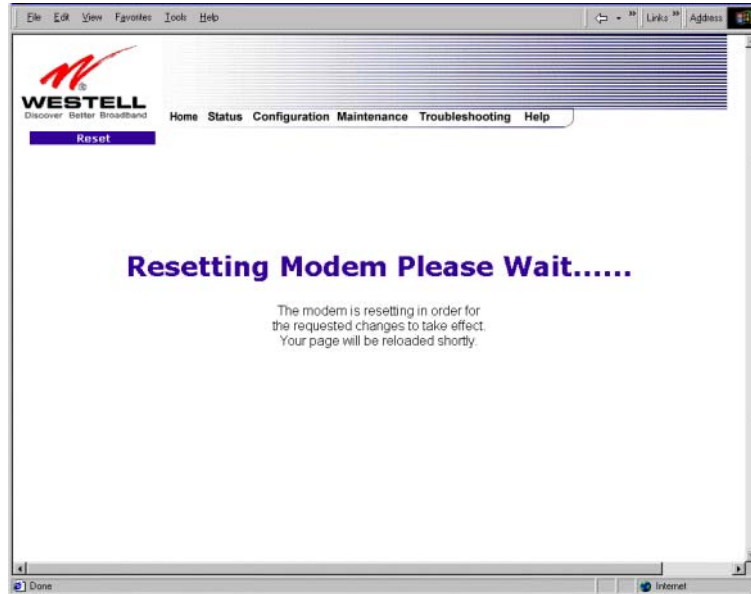 File Edit View Favorites Tools Help
Links Address
WESTELL
Discover Better Broadband
Home Status Configuration Maintenance Troubleshooting Help
Reset
Resetting Modem Please Wait......
The modem is resetting in order for
the requested changes to take effect.
Your page will be reloaded shortly.
Done Internet